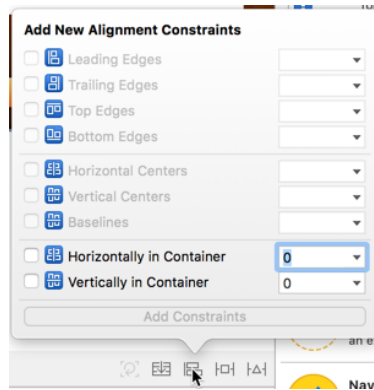 Add New Alignment Constraints
Leading Edges
Trailing Edges
Top Edges
Bottom Edges
Horizontal Centers
Vertical Centers
Baselines
Horizontally in Container 0
Vertically in Container 0
Add Constraints
an e
Nav